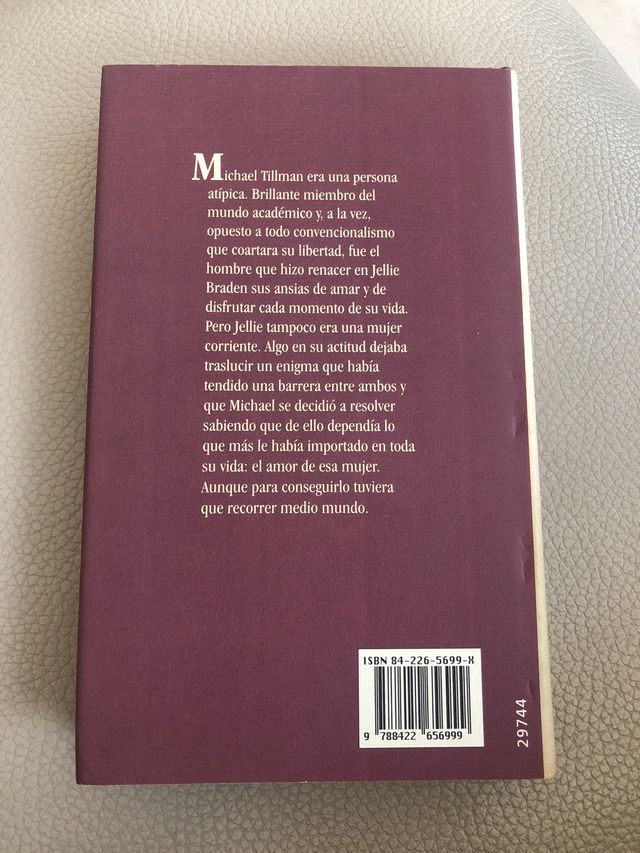 Michael Tillman era una persona
atípica. Brillante miembro del
mundo académico y, a la vez,
opuesto a todo convencionalismo
que coartara su libertad, fue el
hombre que hizo renacer en Jellie
Braden sus ansias de amar y de
disfrutar cada momento de su vida.
Pero Jellie tampoco era una mujer
corriente. Algo en su actitud dejaba
traslucir un enigma que había
tendido una barrera entre ambos y
que Michael se decidió a resolver
sabiendo que de ello dependía lo
que más le había importado en toda
su vida: el amor de esa mujer.
Aunque para conseguirlo tuviera
que recorrer medio mundo.
ISBN 84-226-5699-X
9 788422 656999
29744